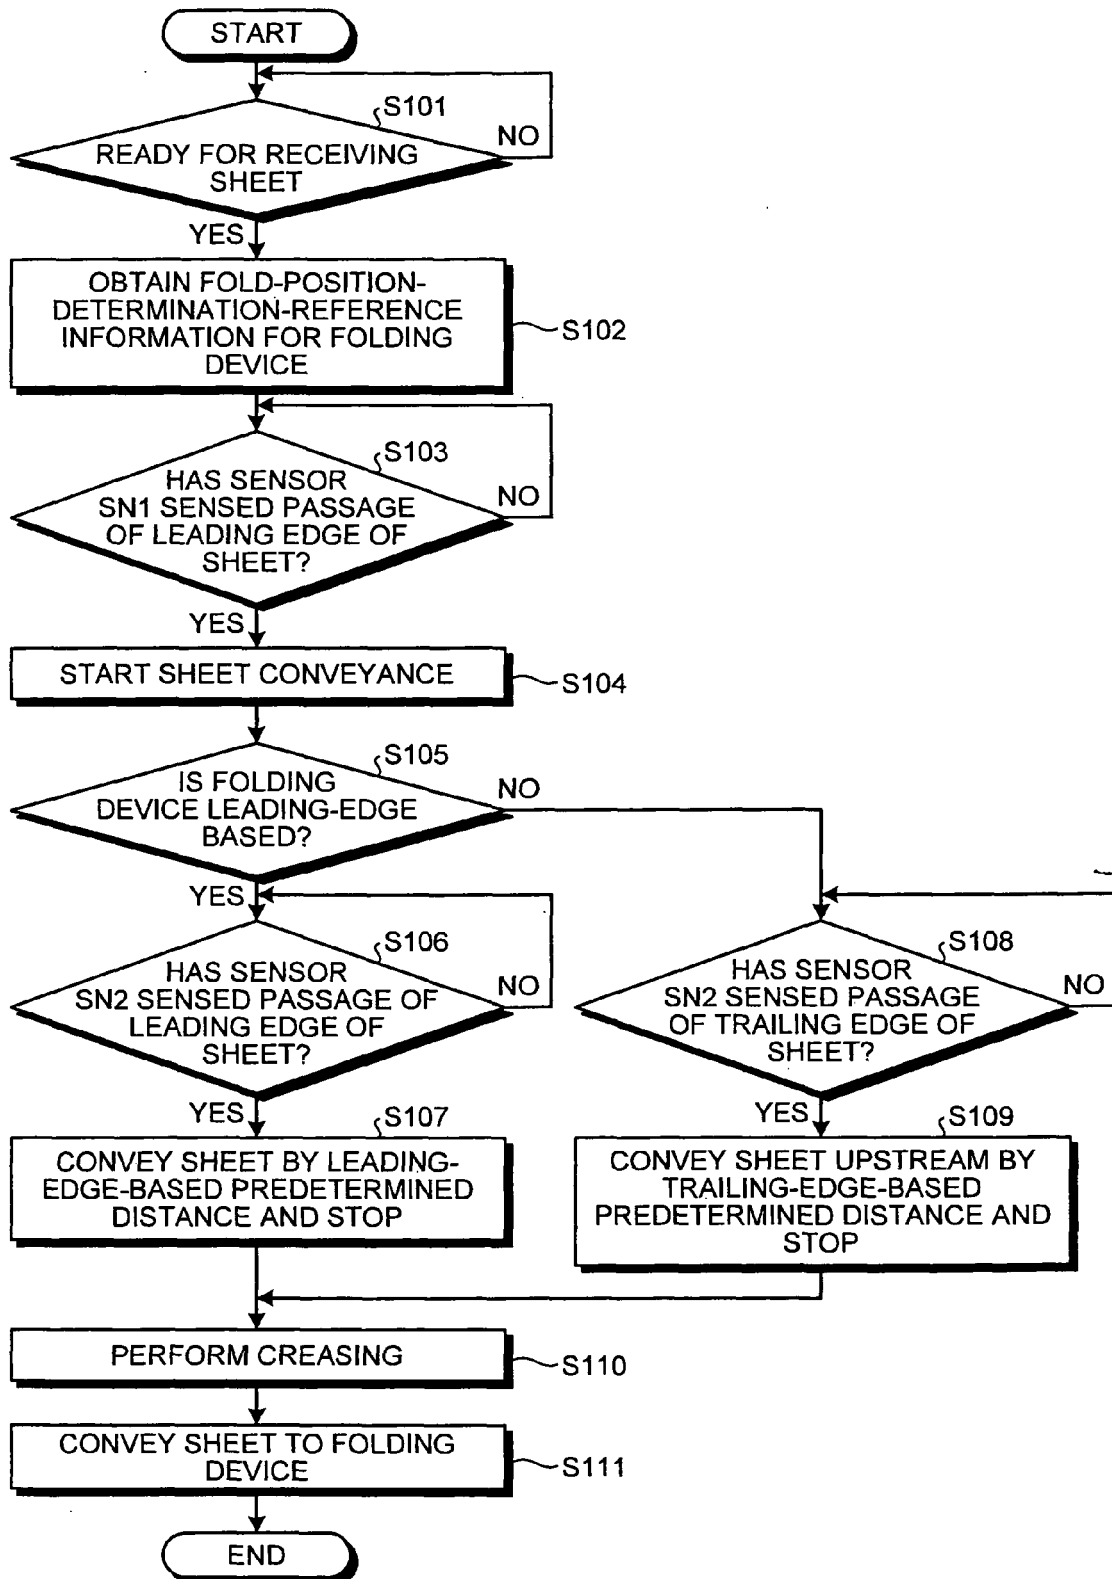 START
S101
NO
READY FOR RECEIVING
SHEET
YES
OBTAIN FOLD-POSITION-
DETERMINATION-REFERENCE
INFORMATION FOR FOLDING
DEVICE
S102
S103
HAS SENSOR
SN1 SENSED PASSAGE
OF LEADING EDGE OF
SHEET?
NO
YES
START SHEET CONVEYANCE
S104
S105
IS FOLDING
DEVICE LEADING-EDGE
BASED?
NO
YES
S106
HAS SENSOR
SN2 SENSED PASSAGE OF
LEADING EDGE OF
SHEET?
NO
S108
HAS SENSOR
SN2 SENSED PASSAGE
OF TRAILING EDGE OF
SHEET?
NO
YES
S107
CONVEY SHEET BY LEADING-
EDGE-BASED PREDETERMINED
DISTANCE AND STOP
YES
S109
CONVEY SHEET UPSTREAM BY
TRAILING-EDGE-BASED
PREDETERMINED DISTANCE AND
STOP
PERFORM CREASING
S110
CONVEY SHEET TO FOLDING
DEVICE
S111
END